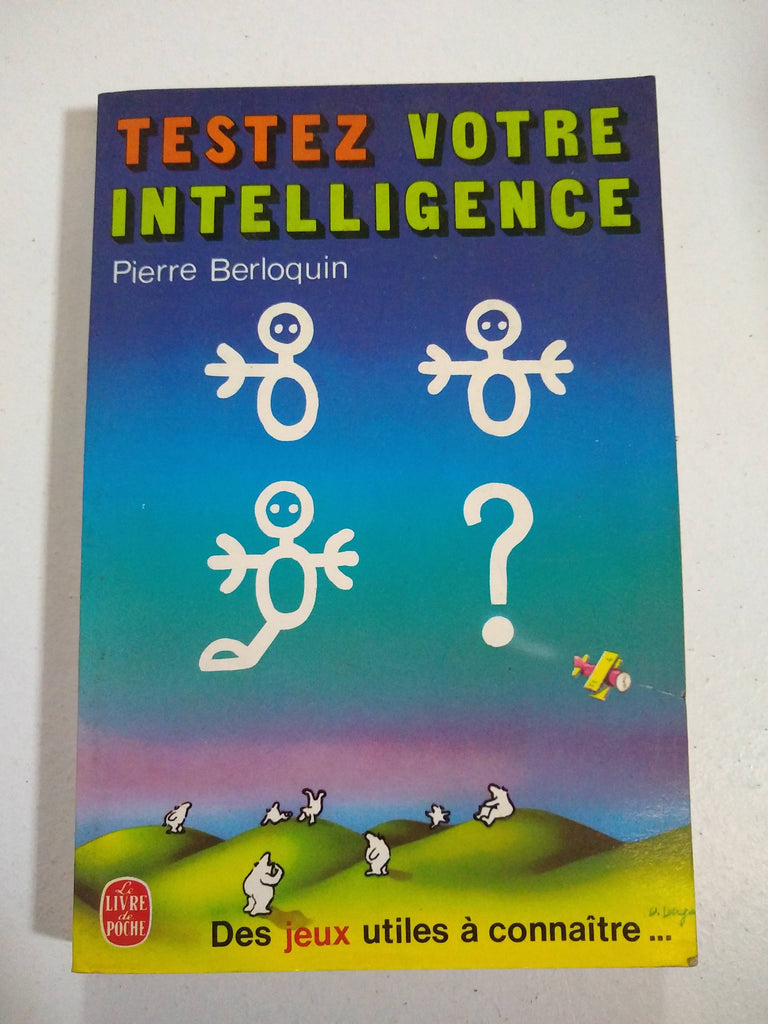 TESTEZ VOTRE
INTELLIGENCE
Pierre Berloquin
?
Le
LIVRE
de
POCHE
Des jeux utiles à connaître...